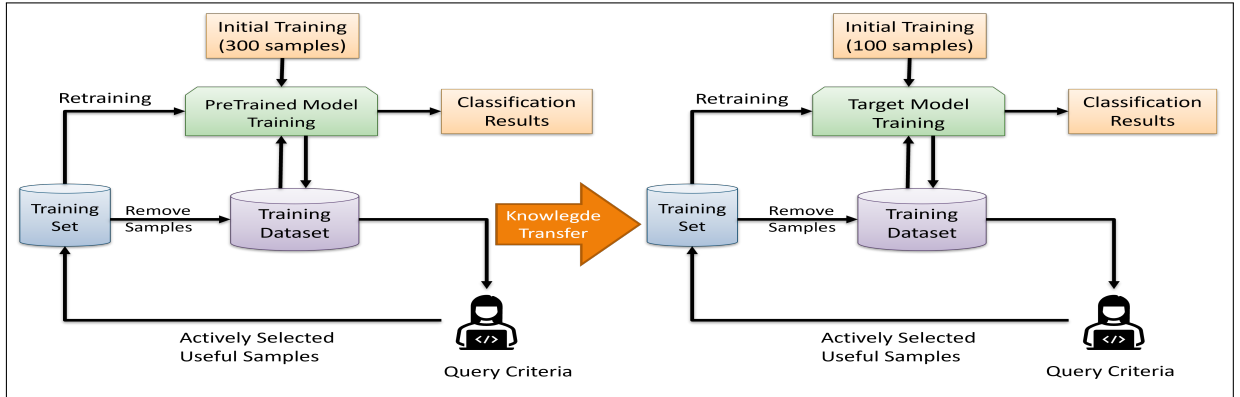 Initial Training
(300 samples)
Retraining
PreTrained Model
Training
Classification
Results
Training
Set
Remove
Samples
Training
Dataset
Actively Selected
Useful Samples
</>
Query Criteria
Knowlegde
Transfer
Initial Training
(100 samples)
Retraining
Target Model
Training
Classification
Results
Training
Set
Remove
Samples
Training
Dataset
Actively Selected
Useful Samples
</>
Query Criteria